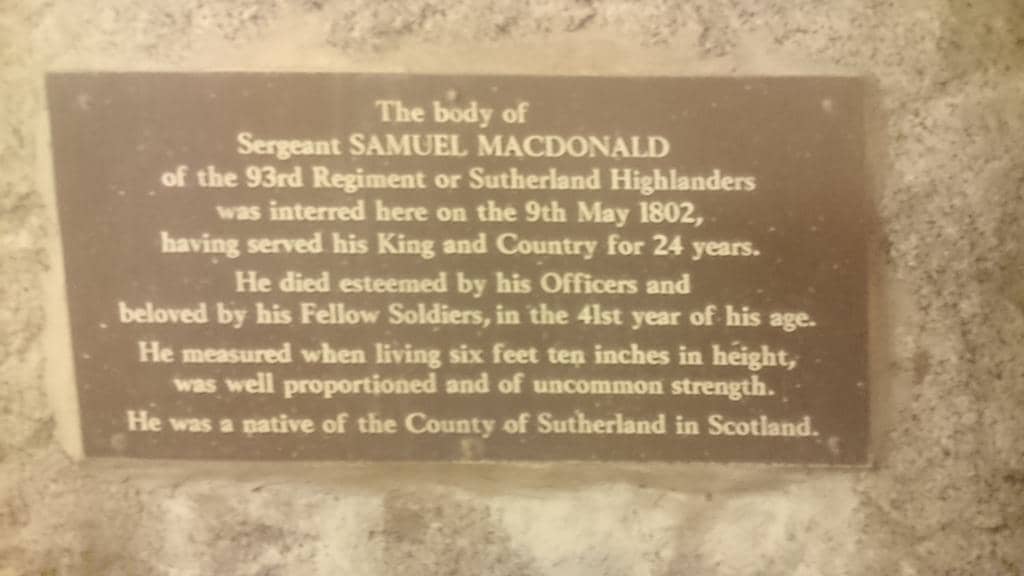 The body of
Sergeant SAMUEL MACDONALD
of the 93rd Regiment or Sutherland Highlanders
was interred here on the 9th May 1802,
having served his King and Country for 24 years.
He died esteemed by his Officers and
beloved by his Fellow Soldiers, in the 41st year of his age.
He measured when living six feet ten inches in height,
was well proportioned and of uncommon strength.
He was a native of the County of Sutherland in Scotland.